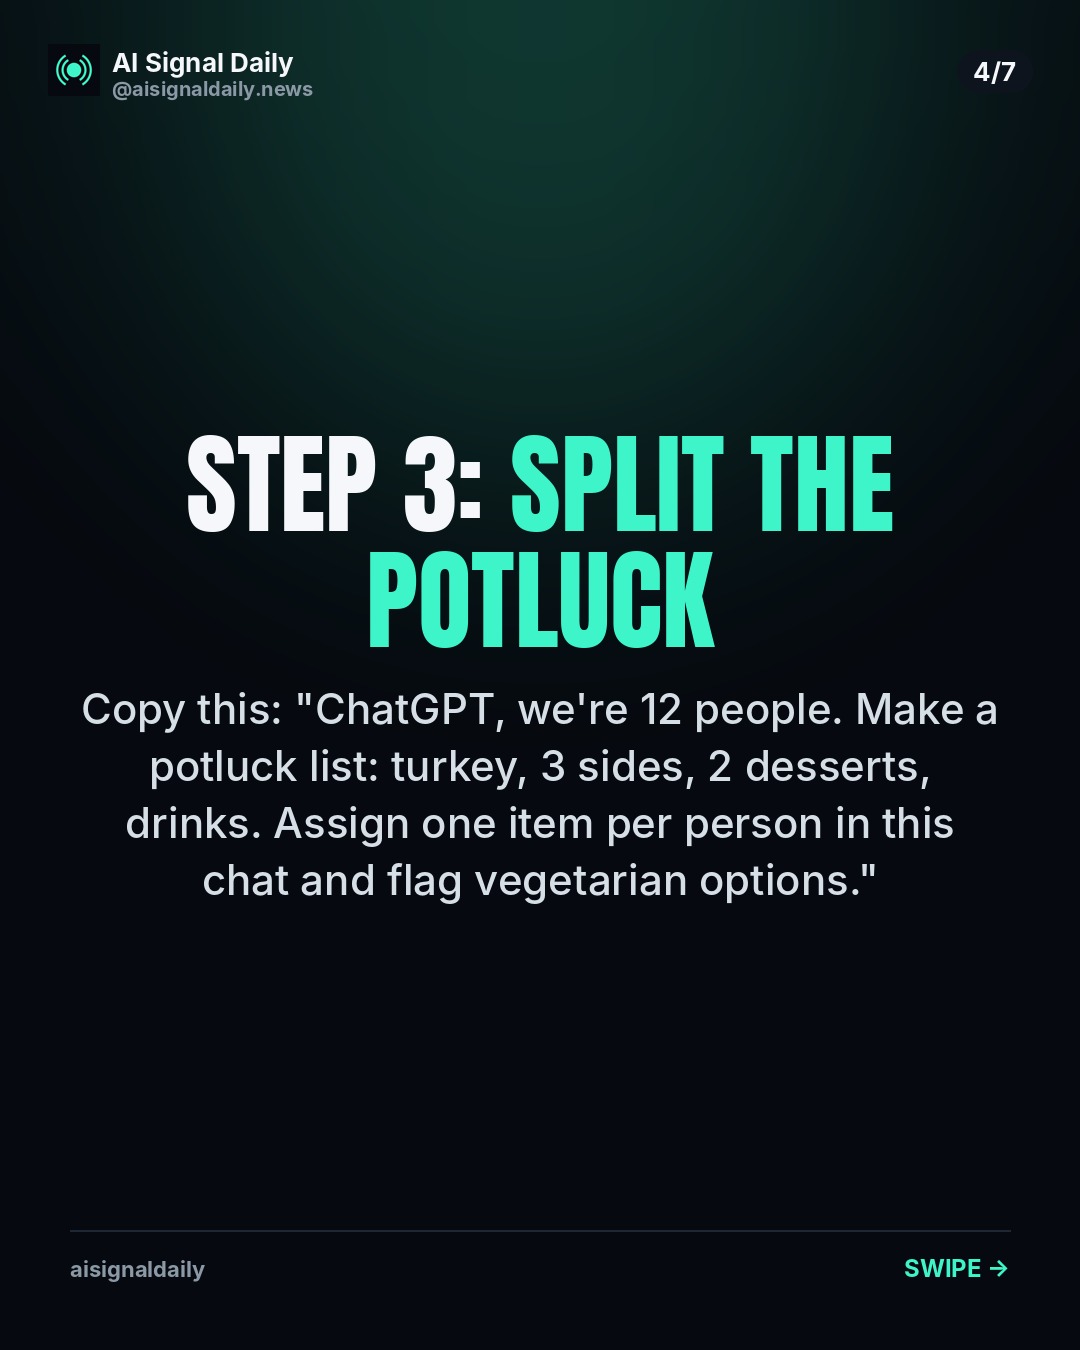 AI Signal Daily
@aisignaldaily.news
4/7
STEP 3: SPLIT THE
POTLUCK
Copy this: "ChatGPT, we're 12 people. Make a
potluck list: turkey, 3 sides, 2 desserts,
drinks. Assign one item per person in this
chat and flag vegetarian options."
aisignaldaily
SWIPE →